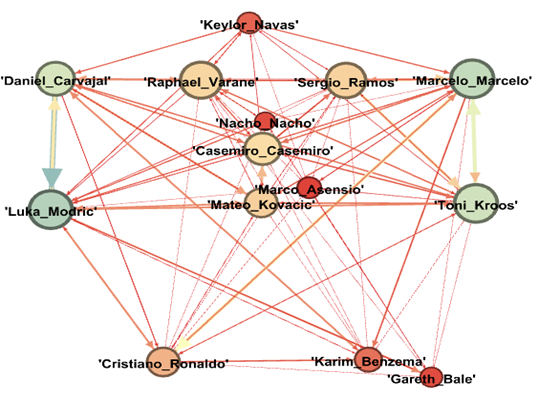 'Keylor_Navas'
'Daniel_Carvajal'
'Raphael_Varane'
'Sergio_Ramos'
'Marcelo_Marcelo'
'Nacho_Nacho'
'Casemiro_Casemiro'
'Marco_Asensio'
'Luka_Modric'
'Mateo_Kovacic'
'Toni_Kroos'
'Cristiano_Ronaldo'
'Karim_Benzema'
'Gareth_Bale'